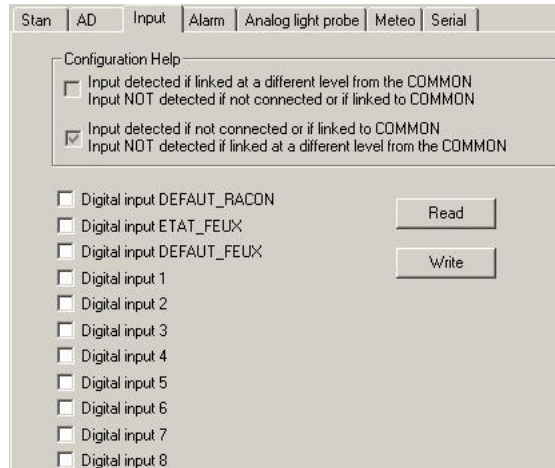 Stan AD Input Alarm Analog light probe Meteo Serial
Configuration Help
Input detected if linked at a different level from the COMMON
Input NOT detected if not connected or if linked to COMMON
Input detected if not connected or if linked to COMMON
Input NOT detected if linked at a different level from the COMMON
Digital input DEFAUT_RACON
Read
Digital input ETAT_FEUX
Digital input DEFAUT_FEUX
Write
Digital input 1
Digital input 2
Digital input 3
Digital input 4
Digital input 5
Digital input 6
Digital input 7
Digital input 8